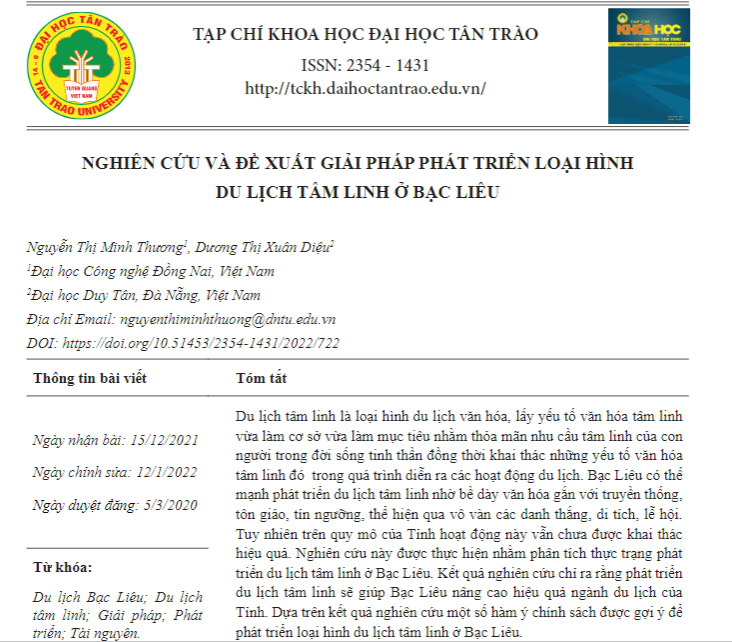 ĐẠI HỌC TÂN TRÀO
14 - 8
2013
TUYÊN QUANG
VIỆT NAM
TAN TRAO UNIVERSITY
TẠP CHÍ KHOA HỌC ĐẠI HỌC TÂN TRÀO
ISSN: 2354 - 1431
http://tckh.daihoctantrao.edu.vn/
TẠP CHÍ
KHOA HỌC
ĐẠI HỌC TÂN TRÀO
NGHIÊN CỨU VÀ ĐỀ XUẤT GIẢI PHÁP PHÁT TRIỂN LOẠI HÌNH
DU LỊCH TÂM LINH Ở BẠC LIÊU
Nguyễn Thị Minh Thương¹, Dương Thị Xuân Diệu²
¹Đại học Công nghệ Đồng Nai, Việt Nam
²Đại học Duy Tân, Đà Nẵng, Việt Nam
Địa chỉ Email: nguyenthiminhthuong@dntu.edu.vn
DOI: https://doi.org/10.51453/2354-1431/2022/722
Thông tin bài viết
Ngày nhận bài: 15/12/2021
Ngày chỉnh sửa: 12/1/2022
Ngày duyệt đăng: 5/3/2020
Từ khóa:
Du lịch Bạc Liêu; Du lịch
tâm linh; Giải pháp; Phát
triển; Tài nguyên.
Tóm tắt
Du lịch tâm linh là loại hình du lịch văn hóa, lấy yếu tố văn hóa tâm linh
vừa làm cơ sở vừa làm mục tiêu nhằm thỏa mãn nhu cầu tâm linh của con
người trong đời sống tinh thần đồng thời khai thác những yếu tố văn hóa
tâm linh đó trong quá trình diễn ra các hoạt động du lịch. Bạc Liêu có thế
mạnh phát triển du lịch tâm linh nhờ bề dày văn hóa gắn với truyền thống,
tôn giáo, tín ngưỡng, thể hiện qua vô vàn các danh thắng, di tích, lễ hội.
Tuy nhiên trên quy mô của Tỉnh hoạt động này vẫn chưa được khai thác
hiệu quả. Nghiên cứu này được thực hiện nhằm phân tích thực trạng phát
triển du lịch tâm linh ở Bạc Liêu. Kết quả nghiên cứu chỉ ra rằng phát triển
du lịch tâm linh sẽ giúp Bạc Liêu nâng cao hiệu quả ngành du lịch của
Tỉnh. Dựa trên kết quả nghiên cứu một số hàm ý chính sách được gợi ý để
phát triển loại hình du lịch tâm linh ở Bạc Liêu.